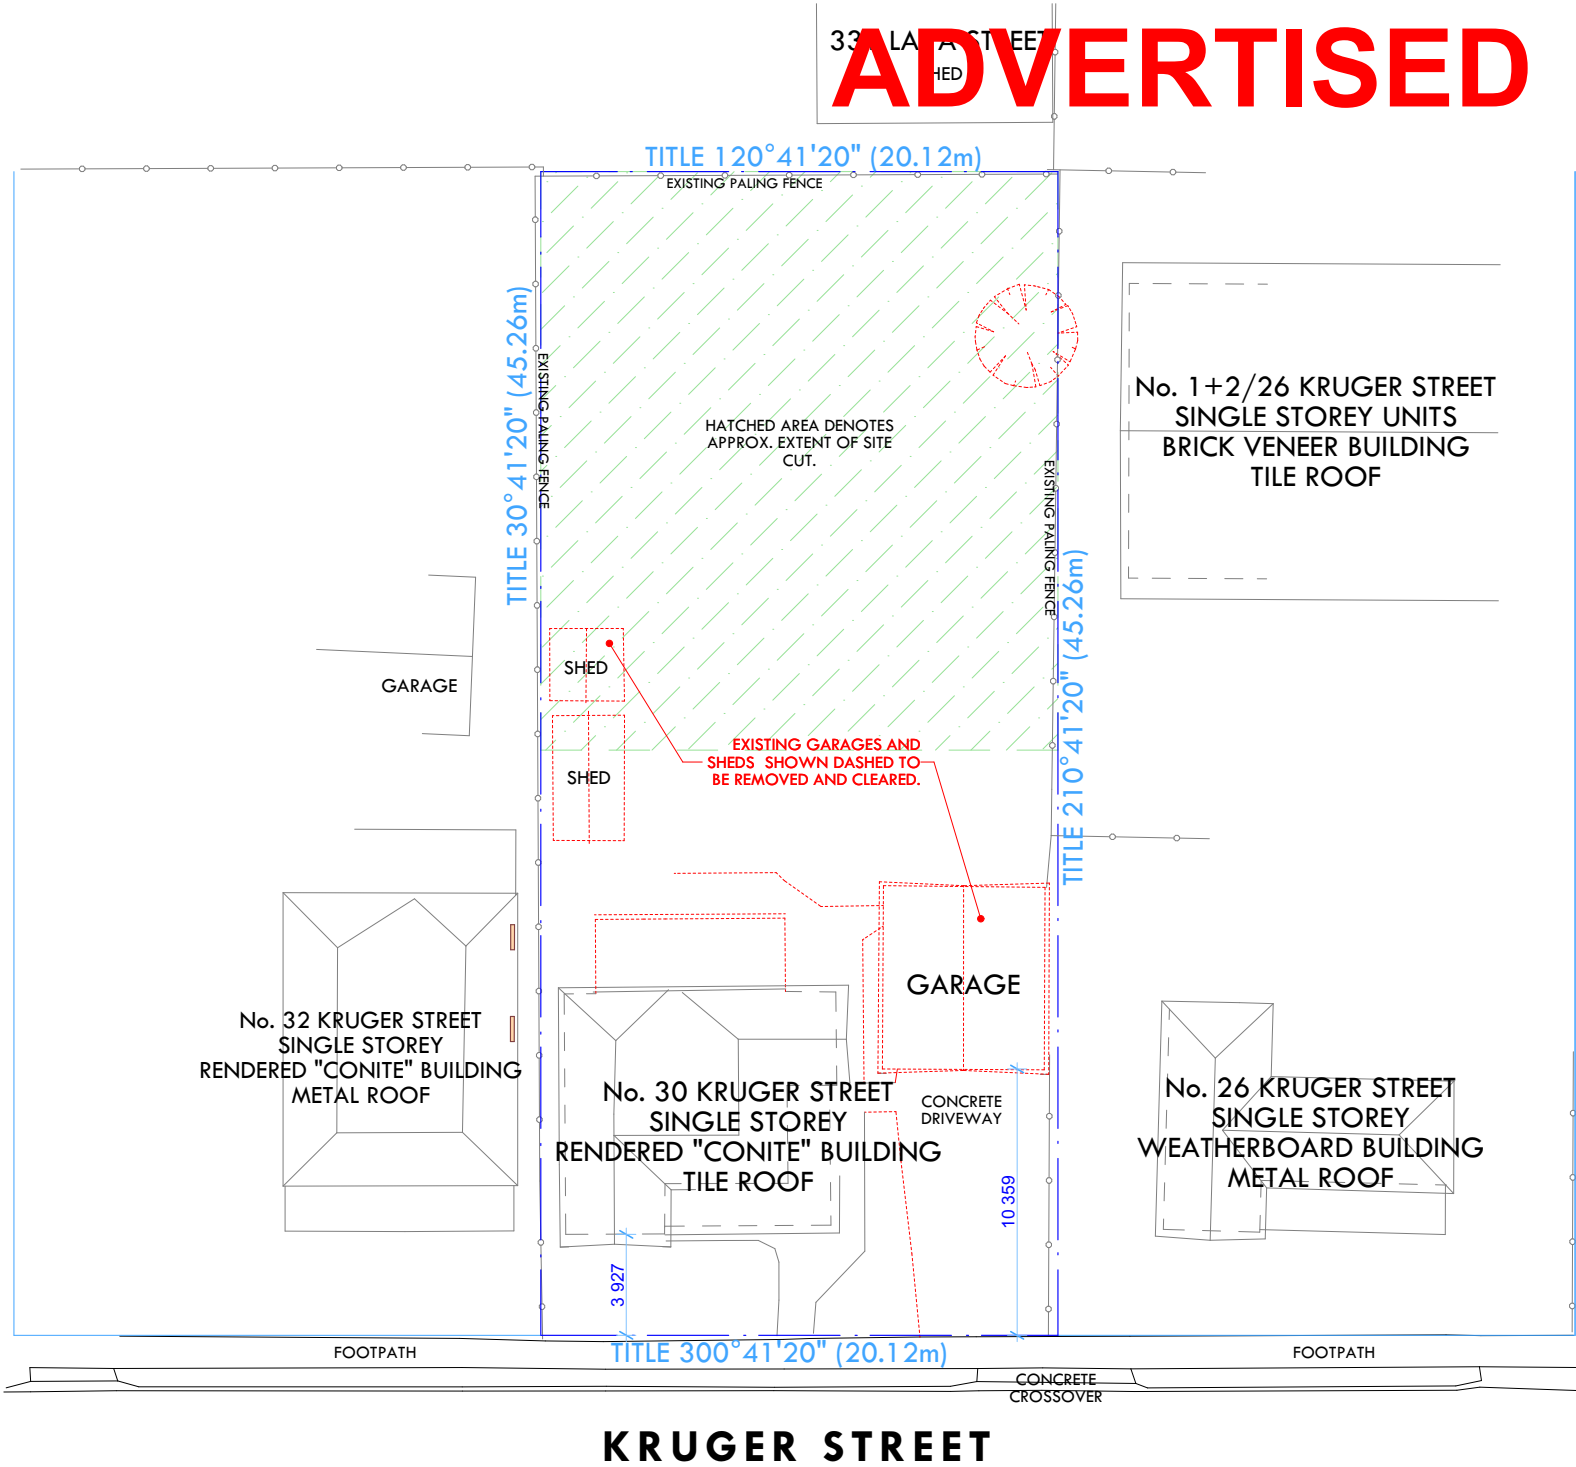 ADVERTISED
STREET
TITLE 120°41'20" (20.12m)
EXISTING PALING FENCE
TITLE 30°41'20" (45.26m)
EXISTING PALING FENCE
HATCHED AREA DENOTES
APPROX. EXTENT OF SITE
CUT.
No. 1+2/26 KRUGER STREET
SINGLE STOREY UNITS
BRICK VENEER BUILDING
TILE ROOF
EXISTING PALING FENCE
TITLE 210°41'20" (45.26m)
GARAGE
SHED
SHED
EXISTING GARAGES AND
SHEDS SHOWN DASHED TO
BE REMOVED AND CLEARED.
GARAGE
No. 32 KRUGER STREET
SINGLE STOREY
RENDERED "CONITE" BUILDING
METAL ROOF
No. 30 KRUGER STREET
SINGLE STOREY
RENDERED "CONITE" BUILDING
TILE ROOF
CONCRETE
DRIVEWAY
No. 26 KRUGER STREET
SINGLE STOREY
WEATHERBOARD BUILDING
METAL ROOF
3 927
10 359
FOOTPATH
TITLE 300°41'20" (20.12m)
FOOTPATH
CONCRETE
CROSSOVER
KRUGER STREET